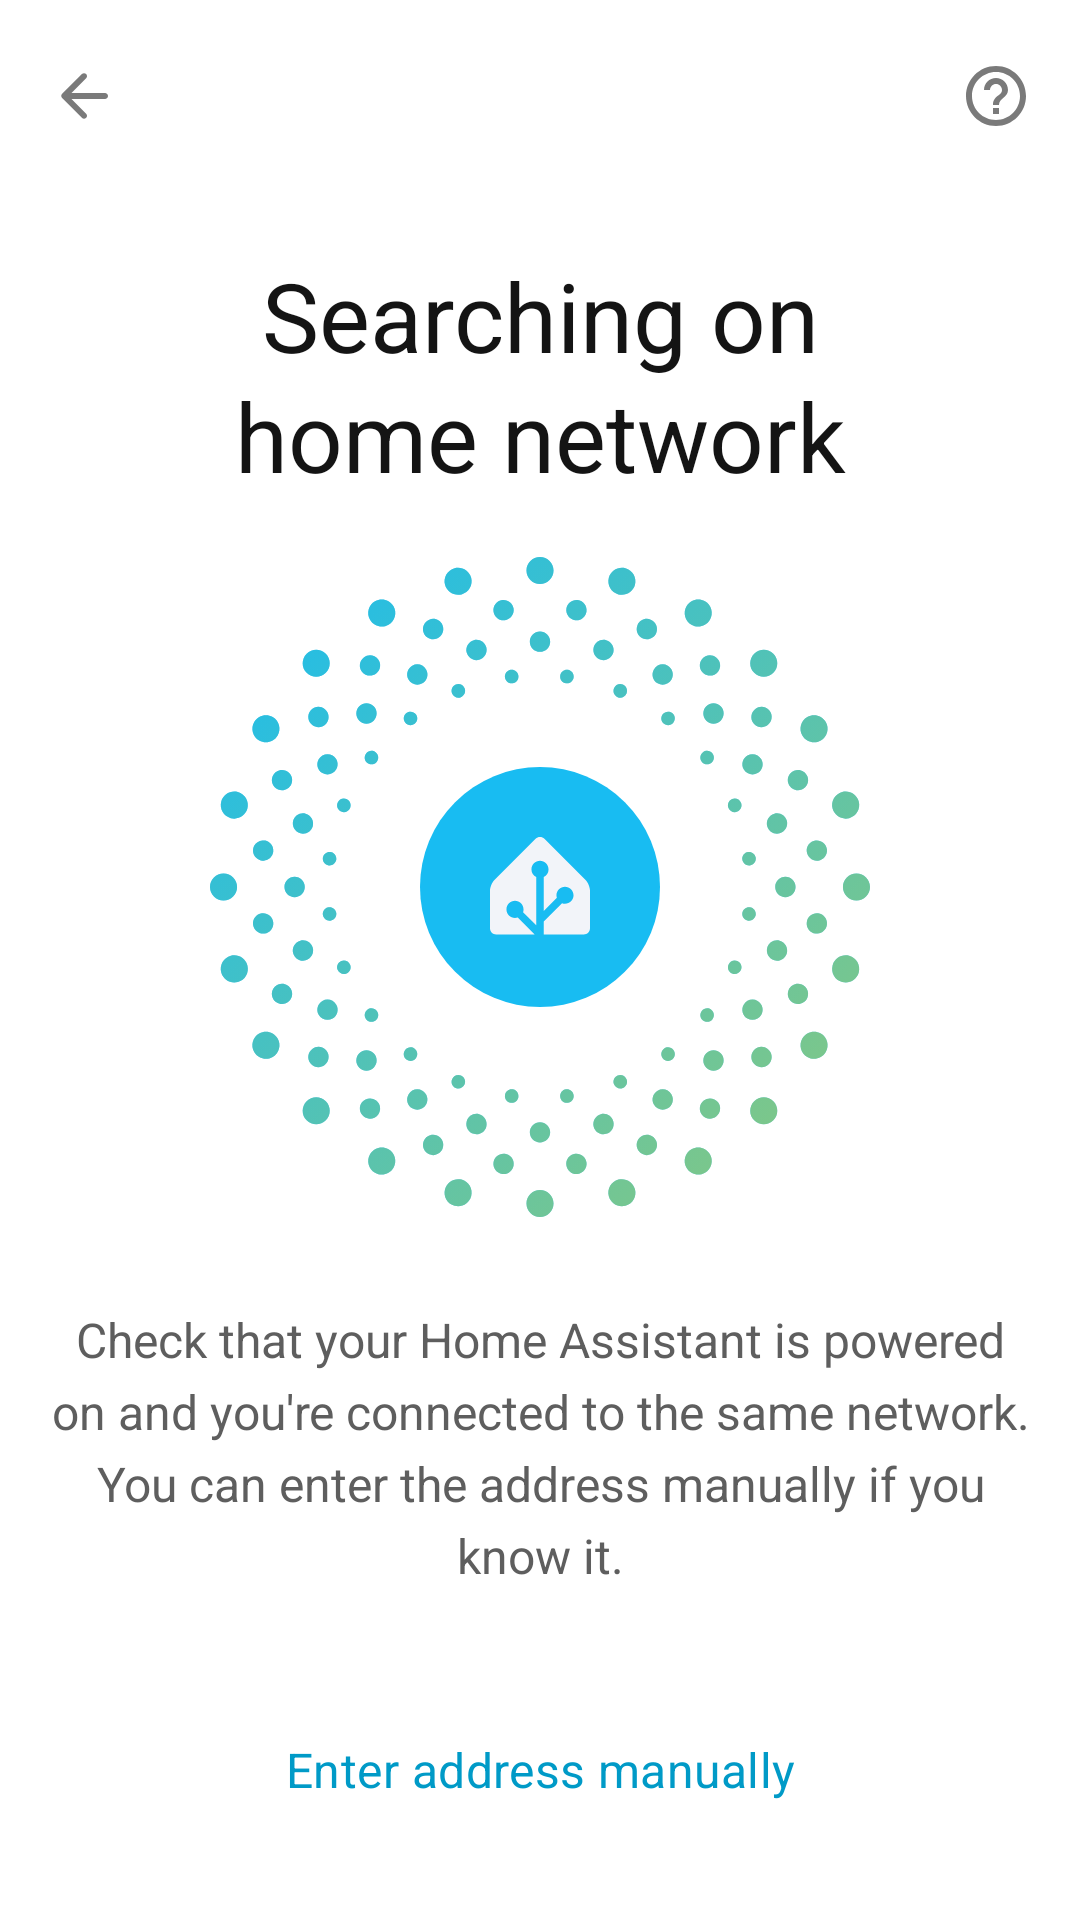 Searching on
home network
Check that your Home Assistant is powered
on and you're connected to the same network.
You can enter the address manually if you
know it.
Enter address manually